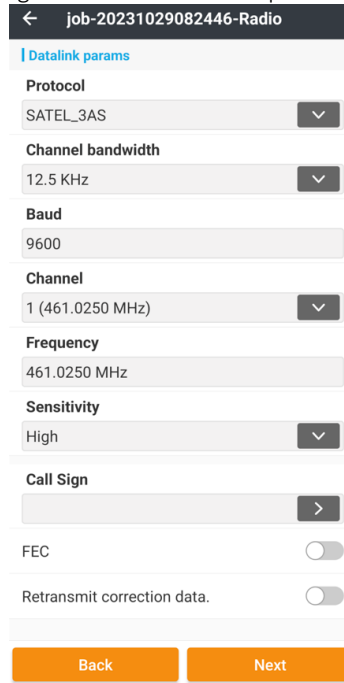 job-20231029082446-Radio
Datalink params
Protocol
SATEL_3AS
Channel bandwidth
12.5 KHz
Baud
9600
Channel
1 (461.0250 MHz)
Frequency
461.0250 MHz
Sensitivity
High
Call Sign
FEC
Retransmit correction data.
Back Next